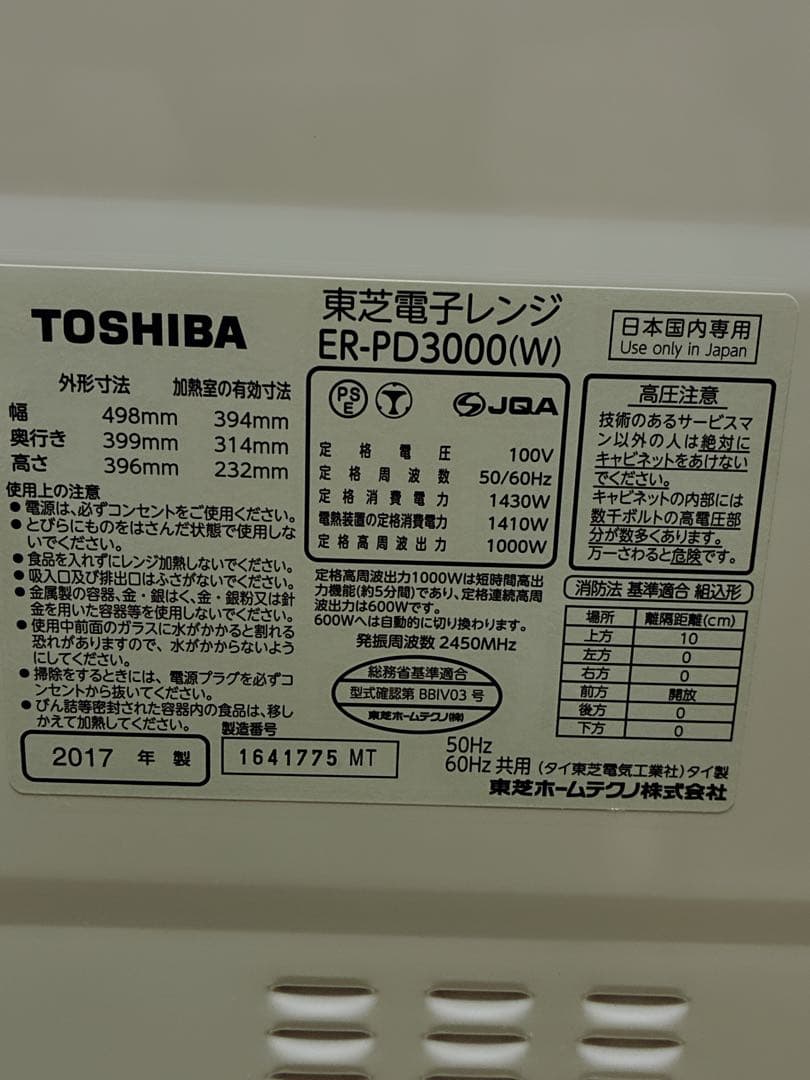 TOSHIBA
東芝電子レンジ
ER-PD3000(W)
日本国内専用
Use only in Japan
外形寸法 加熱室の有効寸法
幅 498mm 394mm
奥行き 399mm 314mm
高さ 396mm 232mm
使用上の注意
●電源は、必ずコンセントをご使用ください。
●とびらにものをはさんだ状態で使用しな
いでください。
●食品を入れずにレンジ加熱しないでください。
●吸入口及び排出口はふさがないでください。
●金属製の容器、金・銀はく、金・銀粉又は針
金を用いた容器等を使用しないでください。
●使用中前面のガラスに水がかかると割れる
恐れがありますので、水がかからないよう
にしてください。
●掃除をするときには、電源プラグを必ずコ
ンセントから抜いてください。
●びん詰等密封された容器内の食品は、移し
かえて加熱してください。
2017 年 製
製造番号
1641775 MT
PS
E
JQA
定格電圧 100V
定格周波数 50/60Hz
定格消費電力 1430W
電熱装置の定格消費電力 1410W
定格高周波出力 1000W
定格高周波出力1000Wは短時間高出
力機能(約5分間)であり、定格連続高周
波出力は600Wです。
600Wへは自動的に切り換わります。
発振周波数 2450MHz
総務省基準適合
型式確認第 BBIV03 号
東芝ホームテクノ(株)
高圧注意
技術のあるサービスマ
ン以外の人は絶対に
キャビネットをあけない
でください。
キャビネットの内部には
数千ボルトの高電圧部
分が数多くあります。
万一さわると危険です。
消防法 基準適合 組込形
場所 離隔距離(cm)
上方 10
左方 0
右方 0
前方 開放
後方 0
下方 0
50Hz
60Hz 共用 (タイ東芝電気工業社)タイ製
東芝ホームテクノ株式会社